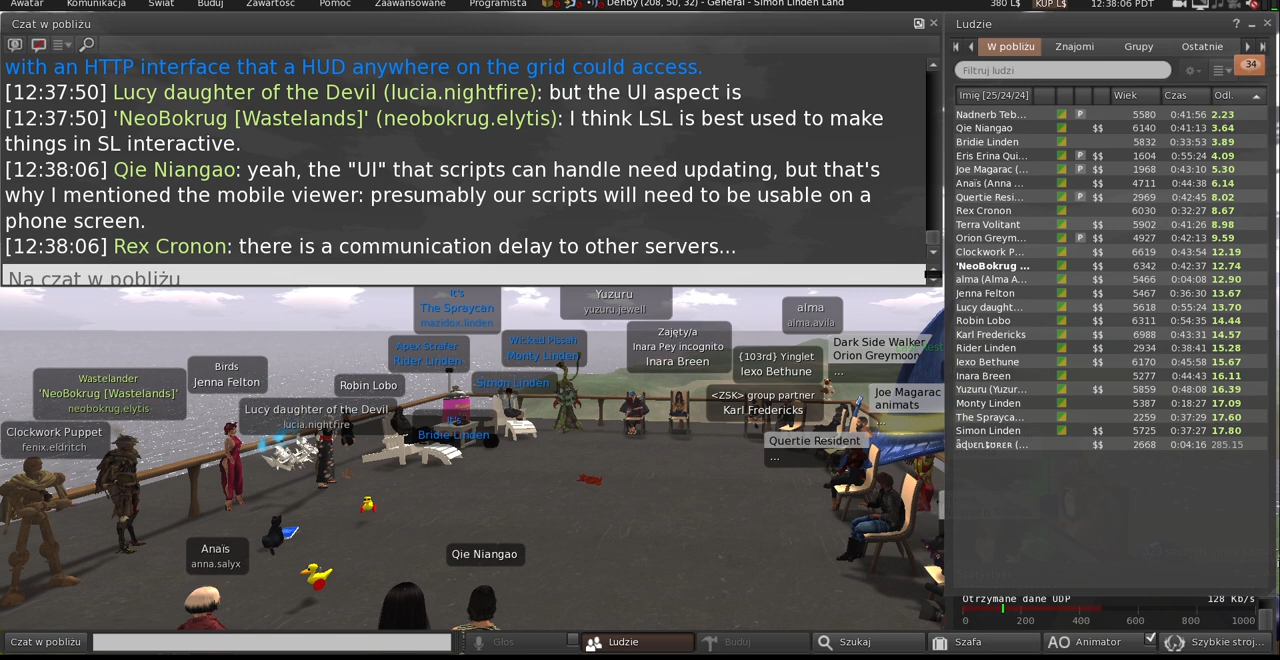 Awatar Komunikacja Świat Buduj Zawartość Pomoc Zaawansowane Programista Denby (208, 50, 32) - General - Simon Linden Land 380 L$ KUP L$ 12:38:06 PDT
Czat w pobliżu
with an HTTP interface that a HUD anywhere on the grid could access.
[12:37:50] Lucy daughter of the Devil (lucia.nightfire): but the UI aspect is
[12:37:50] 'NeoBokrug [Wastelands]' (neobokrug.elytis): I think LSL is best used to make
things in SL interactive.
[12:38:06] Qie Niangao: yeah, the "UI" that scripts can handle need updating, but that's
why I mentioned the mobile viewer: presumably our scripts will need to be usable on a
phone screen.
[12:38:06] Rex Cronon: there is a communication delay to other servers...
Na czat w pobliżu
It's
The Spraycan
mazidox.linden
Yuzuru
yuzuru.jewell
alma
alma.avila
Apex Strafer
Rider Linden
Wicked Pissah
Monty Linden
Zajęty/a
Inara Pey incognito
Inara Breen
{103rd} Yinglet
Iexo Bethune
Dark Side Walker
Orion Greymoon
...
Wastelander
'NeoBokrug [Wastelands]'
neobokrug.elytis
Birds
Jenna Felton
Robin Lobo
Simon Linden
<ZSK> group partner
Karl Fredericks
Joe Magarac
animats
...
Lucy daughter of the Devil
lucia.nightfire
It's
Bridie Linden
Clockwork Puppet
fenix.eldritch
Quertie Resident
...
Anaïs
anna.salyx
Qie Niangao
Ludzie
W pobliżu Znajomi Grupy Ostatnie
Filtruj ludzi 34
Imię [25/24/24] Wiek Czas Odl.
Nadnerb Teb... P 5580 0:41:56 2.23
Qie Niangao $$ 6140 0:41:13 3.64
Bridie Linden 5832 0:33:53 3.89
Eris Erina Qui... P $$ 1604 0:55:24 4.09
Joe Magarac (... P $$ 1968 0:43:10 5.30
Anaïs (Anna ... $$ 4711 0:44:38 6.14
Quertie Resi... P $$ 2969 0:42:45 8.02
Rex Cronon 6030 0:32:27 8.67
Terra Volitant $$ 5902 0:41:26 8.98
Orion Greym... P $$ 4927 0:42:13 9.59
Clockwork P... $$ 6619 0:43:54 12.19
'NeoBokrug ... $$ 6342 0:42:37 12.74
alma (Alma A... $$ 5466 0:04:08 12.90
Jenna Felton $$ 5467 0:36:30 13.67
Lucy daught... $$ 5618 0:55:24 13.70
Robin Lobo $$ 6311 0:54:35 14.44
Karl Fredericks $$ 6988 0:43:31 14.57
Rider Linden $$ 2934 0:38:41 15.28
Iexo Bethune $$ 6170 0:45:58 15.67
Inara Breen 5277 0:44:43 16.11
Yuzuru (Yuzur... $$ 5859 0:48:08 16.39
Monty Linden 5387 0:18:27 17.09
The Sprayca... 2259 0:37:29 17.60
Simon Linden $$ 5725 0:37:27 17.80
$$ 2668 0:04:16 285.15
Otrzymane dane UDP 128 Kb/s
0 200 400 600 800 1000
Czat w pobliżu Głos Ludzie Buduj Szukaj Szafa AO Animator Szybkie stroj...